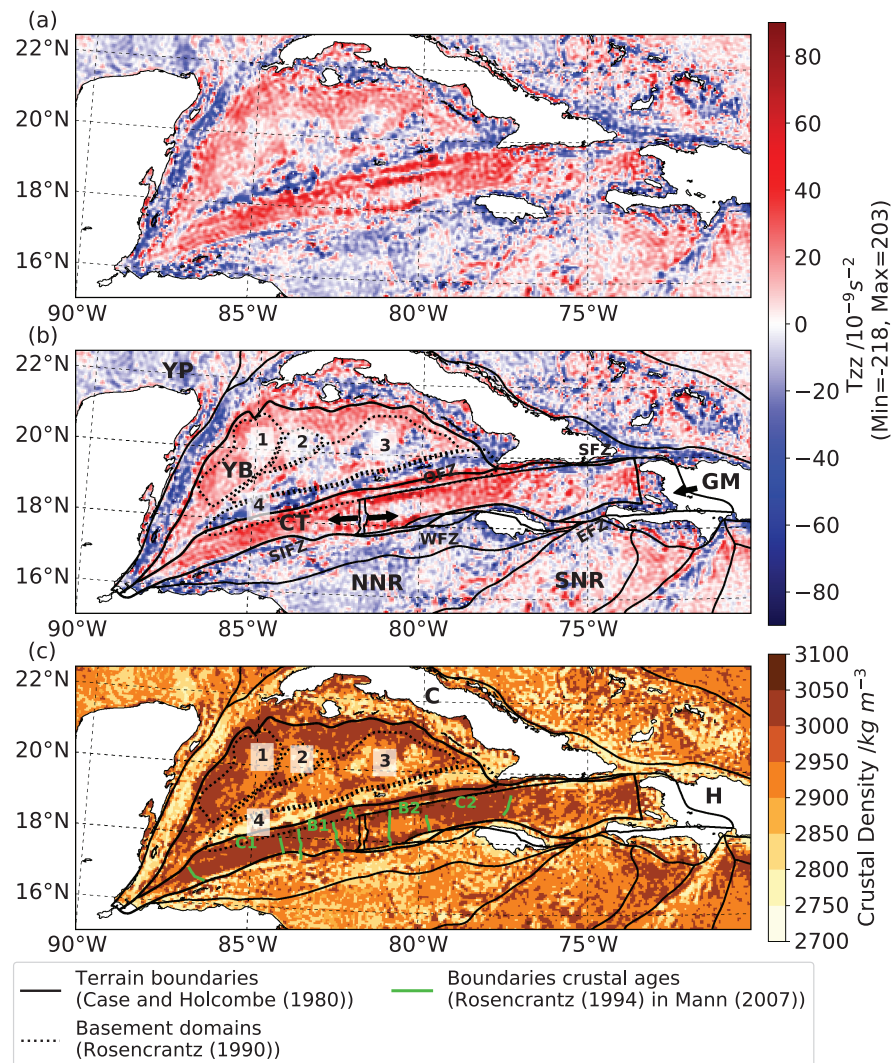 (a)
22°N
20°N
18°N
16°N
90°W 85°W 80°W 75°W
80
60
40
20
0
−20
−40
−60
−80
Tzz /10⁻⁹s⁻²
(Min=-218, Max=203)
(b)
22°N
20°N
18°N
16°N
YP
1
2
3
YB
4
CT
OFZ
SFZ
GM
SIFZ
WFZ
EFZ
NNR
SNR
90°W 85°W 80°W 75°W
(c)
22°N
20°N
18°N
16°N
C
1
2
3
4
H
C1
B1
A
B2
C2
90°W 85°W 80°W 75°W
3100
3050
3000
2950
2900
2850
2800
2750
2700
Crustal Density /kg m⁻³
Terrain boundaries
(Case and Holcombe (1980))
Basement domains
(Rosencrantz (1990))
Boundaries crustal ages
(Rosencrantz (1994) in Mann (2007))